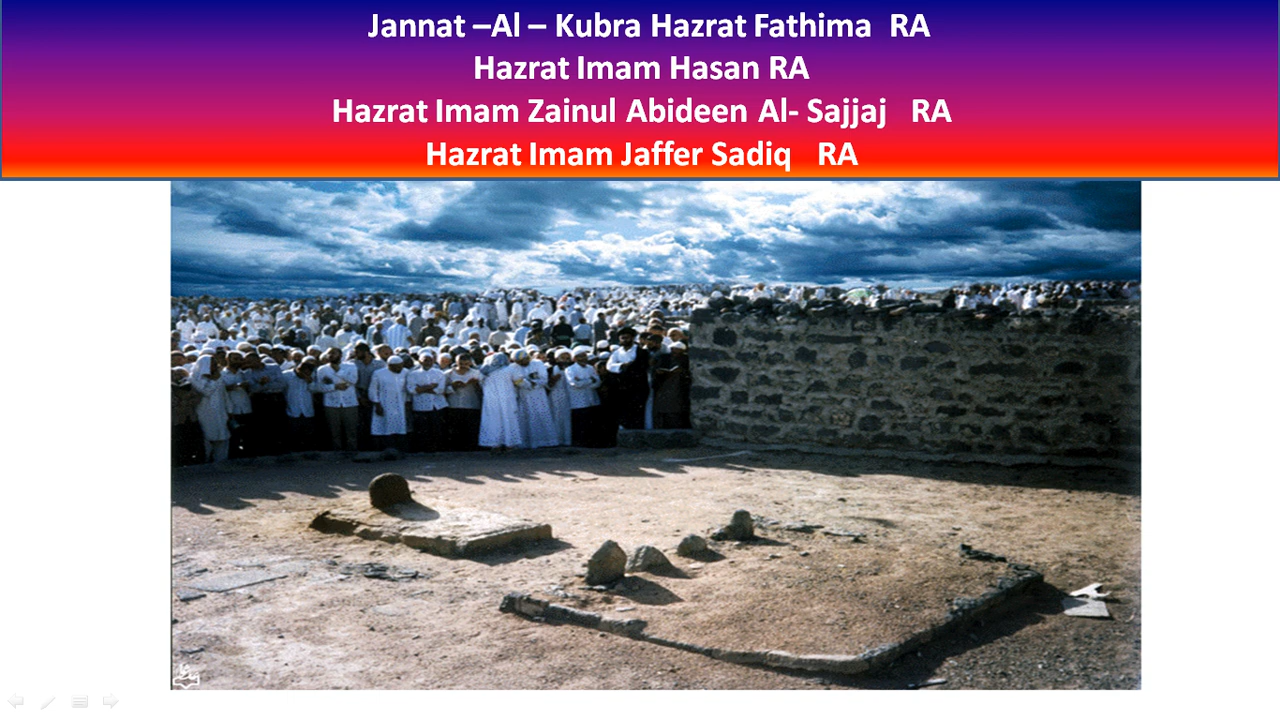 Jannat –Al – Kubra Hazrat Fathima RA
Hazrat Imam Hasan RA
Hazrat Imam Zainul Abideen Al- Sajjaj RA
Hazrat Imam Jaffer Sadiq RA